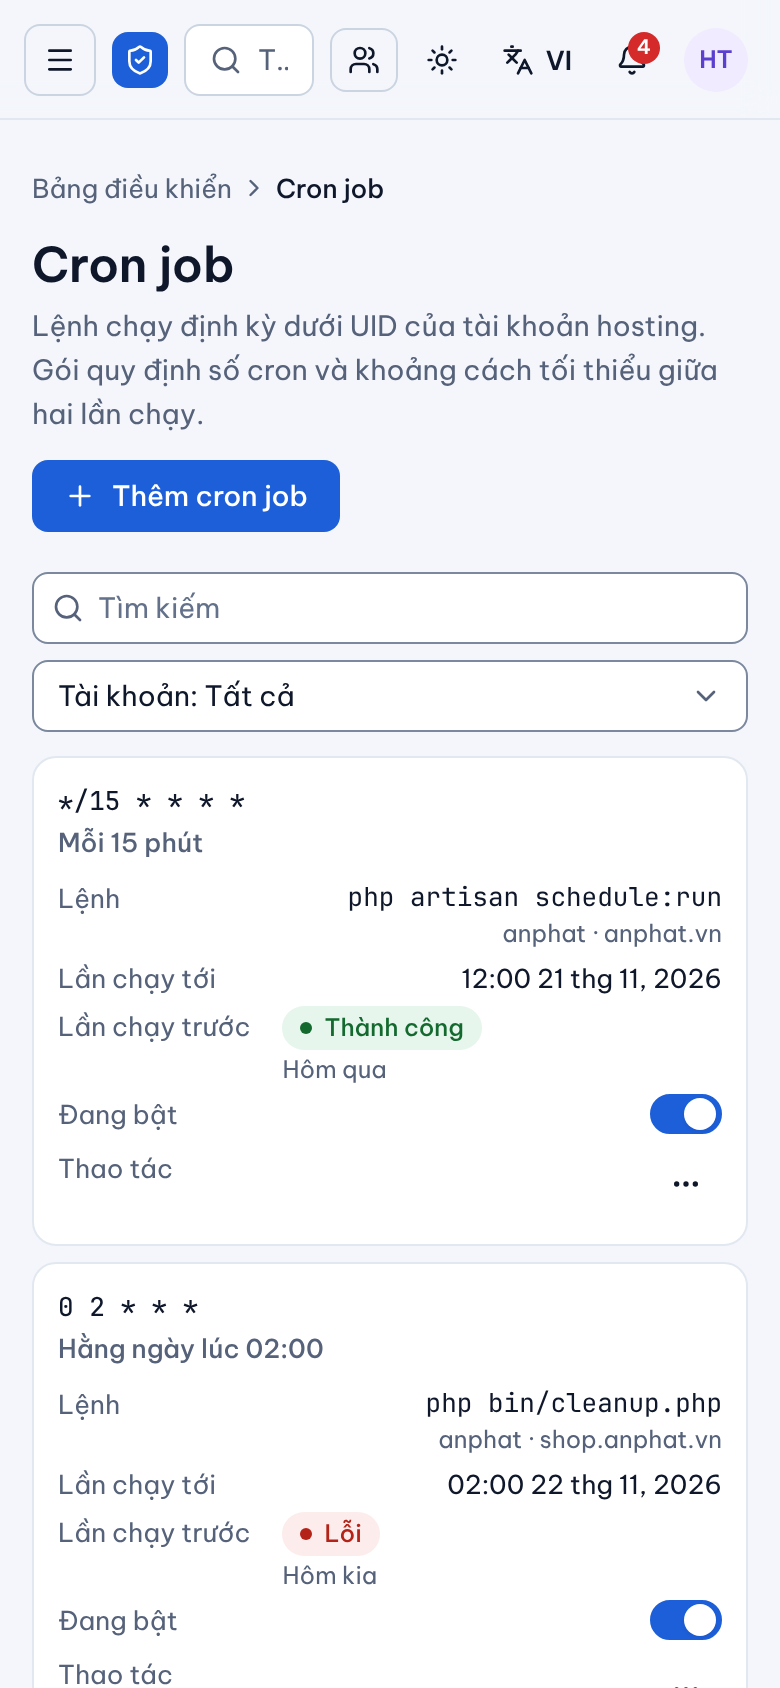 T..
VI
4
HT
Bảng điều khiển > Cron job
Cron job
Lệnh chạy định kỳ dưới UID của tài khoản hosting.
Gói quy định số cron và khoảng cách tối thiểu giữa
hai lần chạy.
+ Thêm cron job
Tìm kiếm
Tài khoản: Tất cả
*/15 * * * *
Mỗi 15 phút
Lệnh php artisan schedule:run
anphat · anphat.vn
Lần chạy tới 12:00 21 thg 11, 2026
Lần chạy trước Thành công
Hôm qua
Đang bật
Thao tác ...
0 2 * * *
Hằng ngày lúc 02:00
Lệnh php bin/cleanup.php
anphat · shop.anphat.vn
Lần chạy tới 02:00 22 thg 11, 2026
Lần chạy trước Lỗi
Hôm kia
Đang bật
Thao tác